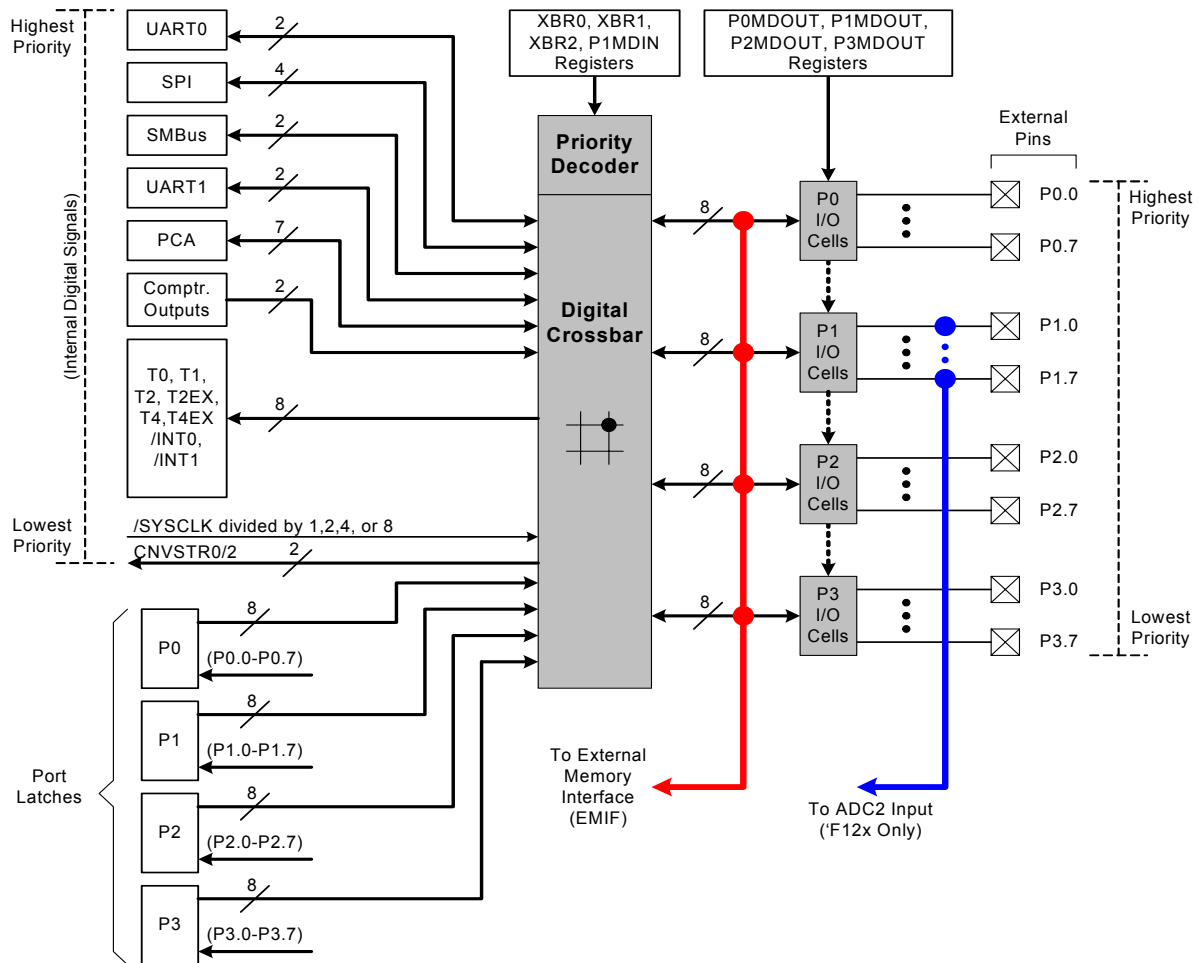 Highest
Priority
UART0
2
SPI
4
SMBus
2
UART1
2
PCA
7
Comptr.
Outputs
2
T0, T1,
T2, T2EX,
T4,T4EX
/INT0,
/INT1
8
(Internal Digital Signals)
Lowest
Priority
/SYSCLK divided by 1,2,4, or 8
CNVSTR0/2
2
Port
Latches
P0
8
(P0.0-P0.7)
P1
8
(P1.0-P1.7)
P2
8
(P2.0-P2.7)
P3
8
(P3.0-P3.7)
XBR0, XBR1,
XBR2, P1MDIN
Registers
Priority
Decoder
Digital
Crossbar
P0MDOUT, P1MDOUT,
P2MDOUT, P3MDOUT
Registers
8
8
8
8
P0
I/O
Cells
P1
I/O
Cells
P2
I/O
Cells
P3
I/O
Cells
External
Pins
P0.0
P0.7
P1.0
P1.7
P2.0
P2.7
P3.0
P3.7
Highest
Priority
Lowest
Priority
To External
Memory
Interface
(EMIF)
To ADC2 Input
('F12x Only)